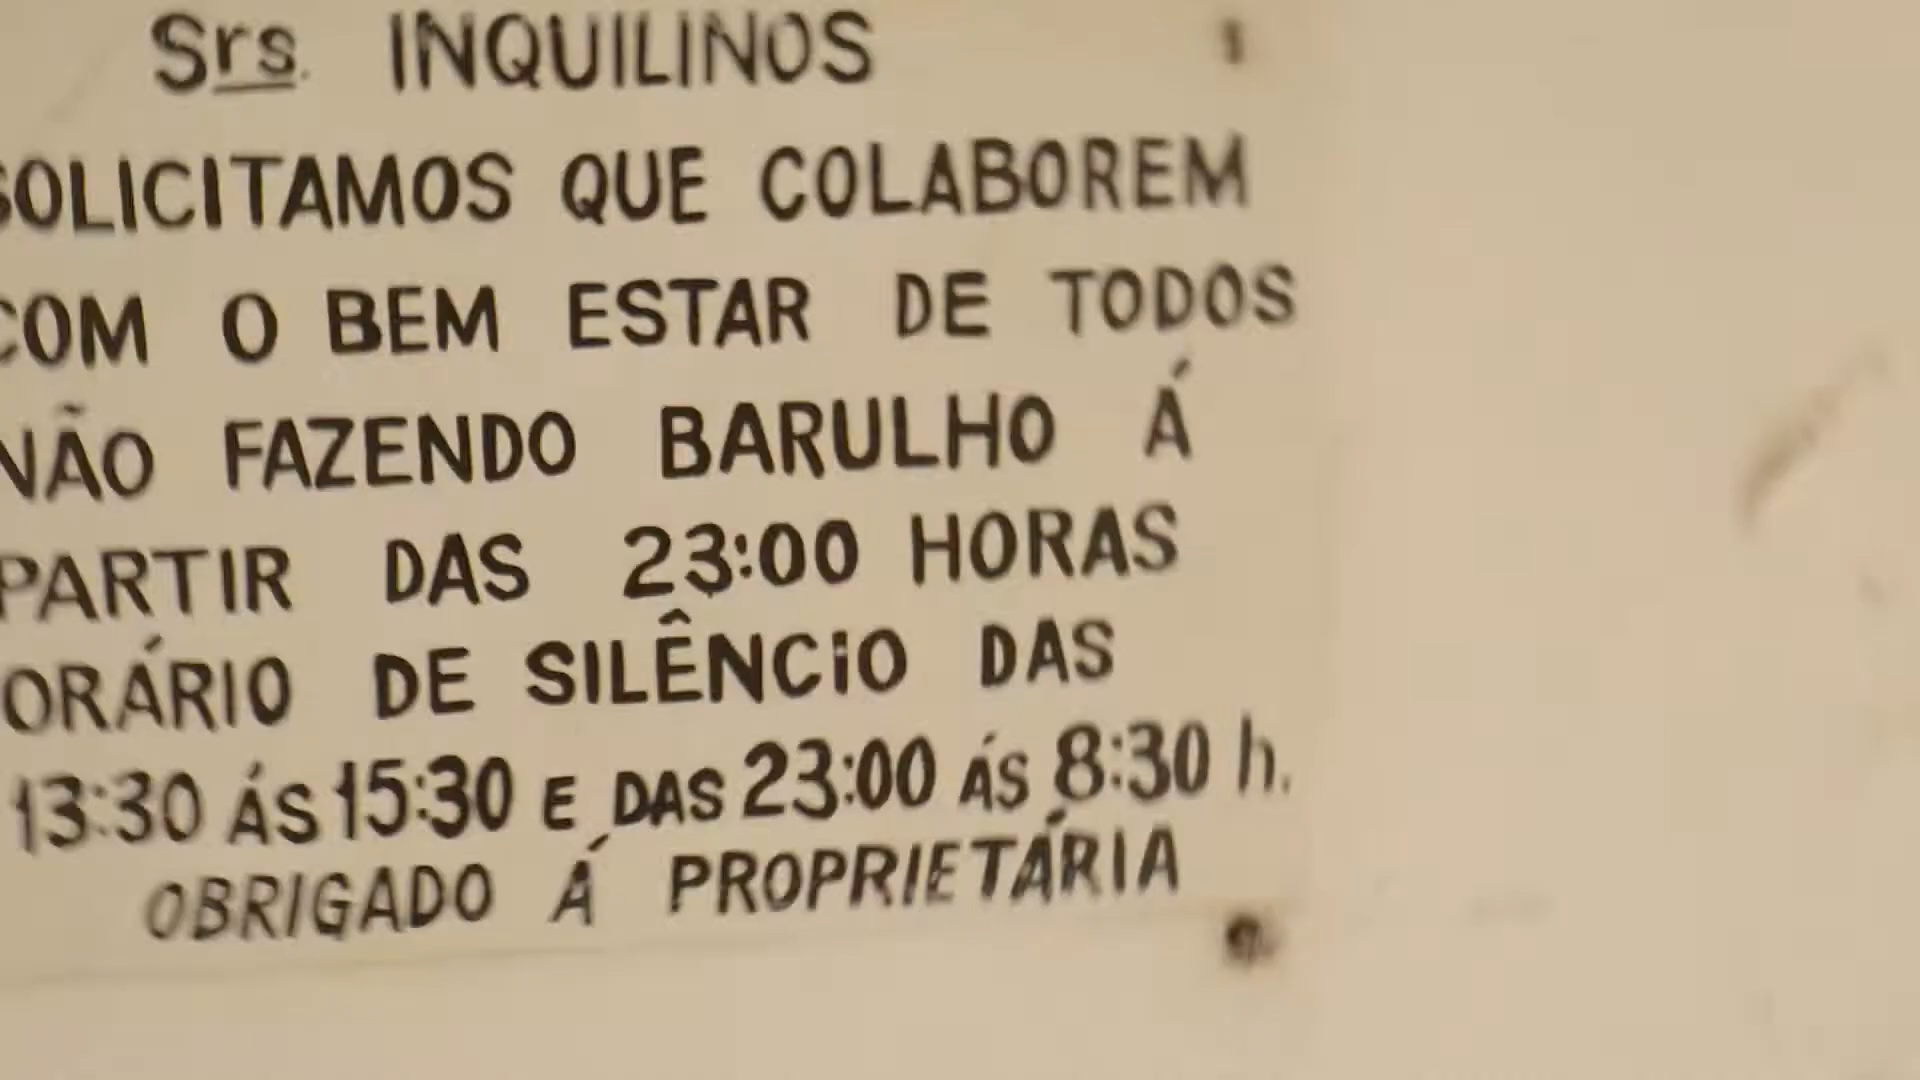 Srs. INQUILINOS
SOLICITAMOS QUE COLABOREM
COM O BEM ESTAR DE TODOS
NÃO FAZENDO BARULHO Á
PARTIR DAS 23:00 HORAS
ORÁRIO DE SILÊNCiO DAS
13:30 ÁS 15:30 E DAS 23:00 ÁS 8:30 h.
OBRIGADO Á PROPRIETÁRIA